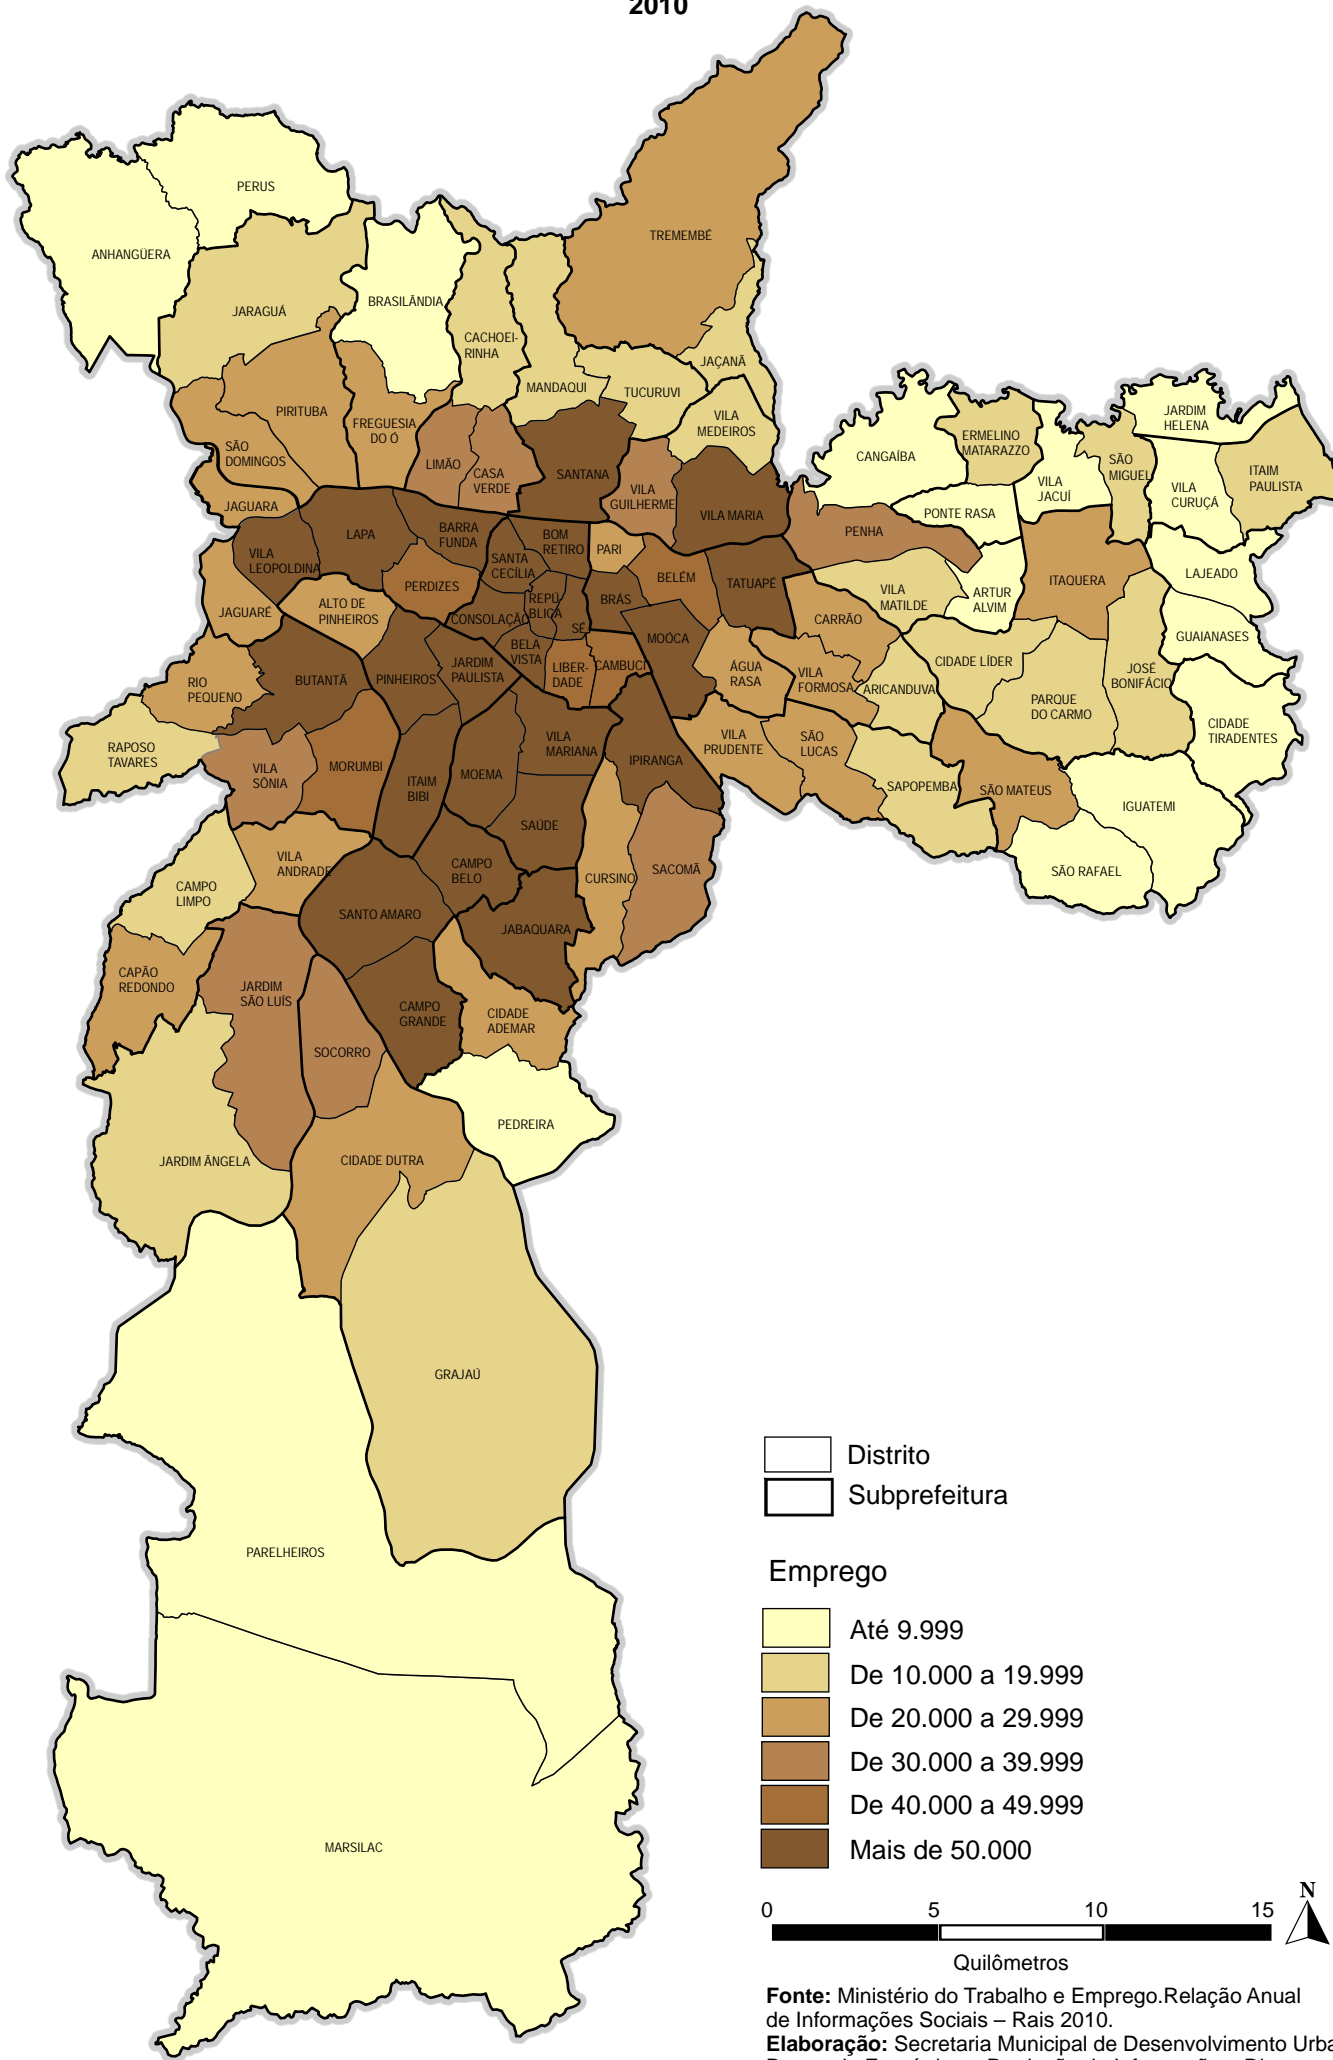 2010
TREMEMBÉ
PERUS
ANHANGÜERA
JARAGUÁ
BRASILÂNDIA
CACHOEI-
RINHA
MANDAQUI
TUCURUVI
JAÇANÃ
VILA
MEDEIROS
PIRITUBA
FREGUESIA
DO Ó
SÃO
DOMINGOS
LIMÃO
CASA
VERDE
SANTANA
VILA
GUILHERME
VILA MARIA
CANGAÍBA
ERMELINO
MATARAZZO
VILA
JACUÍ
SÃO
MIGUEL
JARDIM
HELENA
VILA
CURUÇÁ
ITAIM
PAULISTA
JAGUARA
LAPA
BARRA
FUNDA
BOM
RETIRO
PARI
PENHA
PONTE RASA
VILA
LEOPOLDINA
PERDIZES
SANTA
CECÍLIA
BELÉM
TATUAPÉ
VILA
MATILDE
ARTUR
ALVIM
ITAQUERA
LAJEADO
JAGUARÉ
ALTO DE
PINHEIROS
CONSOLAÇÃO
REPÚ-
BLICA
SÉ
BRÁS
MOÓCA
CARRÃO
GUAIANASES
RIO
PEQUENO
BUTANTÃ
PINHEIROS
JARDIM
PAULISTA
BELA
VISTA
LIBER-
DADE
CAMBUCI
ÁGUA
RASA
VILA
FORMOSA
ARICANDUVA
CIDADE LÍDER
PARQUE
DO CARMO
JOSÉ
BONIFÁCIO
CIDADE
TIRADENTES
RAPOSO
TAVARES
VILA
SÔNIA
MORUMBI
ITAIM
BIBI
MOEMA
VILA
MARIANA
IPIRANGA
VILA
PRUDENTE
SÃO
LUCAS
SAPOPEMBA
SÃO MATEUS
IGUATEMI
SÃO RAFAEL
SAÚDE
CAMPO
LIMPO
VILA
ANDRADE
CAMPO
BELO
CURSINO
SACOMÃ
SANTO AMARO
JABAQUARA
CAPÃO
REDONDO
JARDIM
SÃO LUÍS
CAMPO
GRANDE
CIDADE
ADEMAR
SOCORRO
PEDREIRA
JARDIM ÂNGELA
CIDADE DUTRA
GRAJAÚ
PARELHEIROS
MARSILAC
Distrito
Subprefeitura
Emprego
Até 9.999
De 10.000 a 19.999
De 20.000 a 29.999
De 30.000 a 39.999
De 40.000 a 49.999
Mais de 50.000
N
0 5 10 15
Quilômetros
Fonte: Ministério do Trabalho e Emprego.Relação Anual
de Informações Sociais – Rais 2010.
Elaboração: Secretaria Municipal de Desenvolvimento Urba